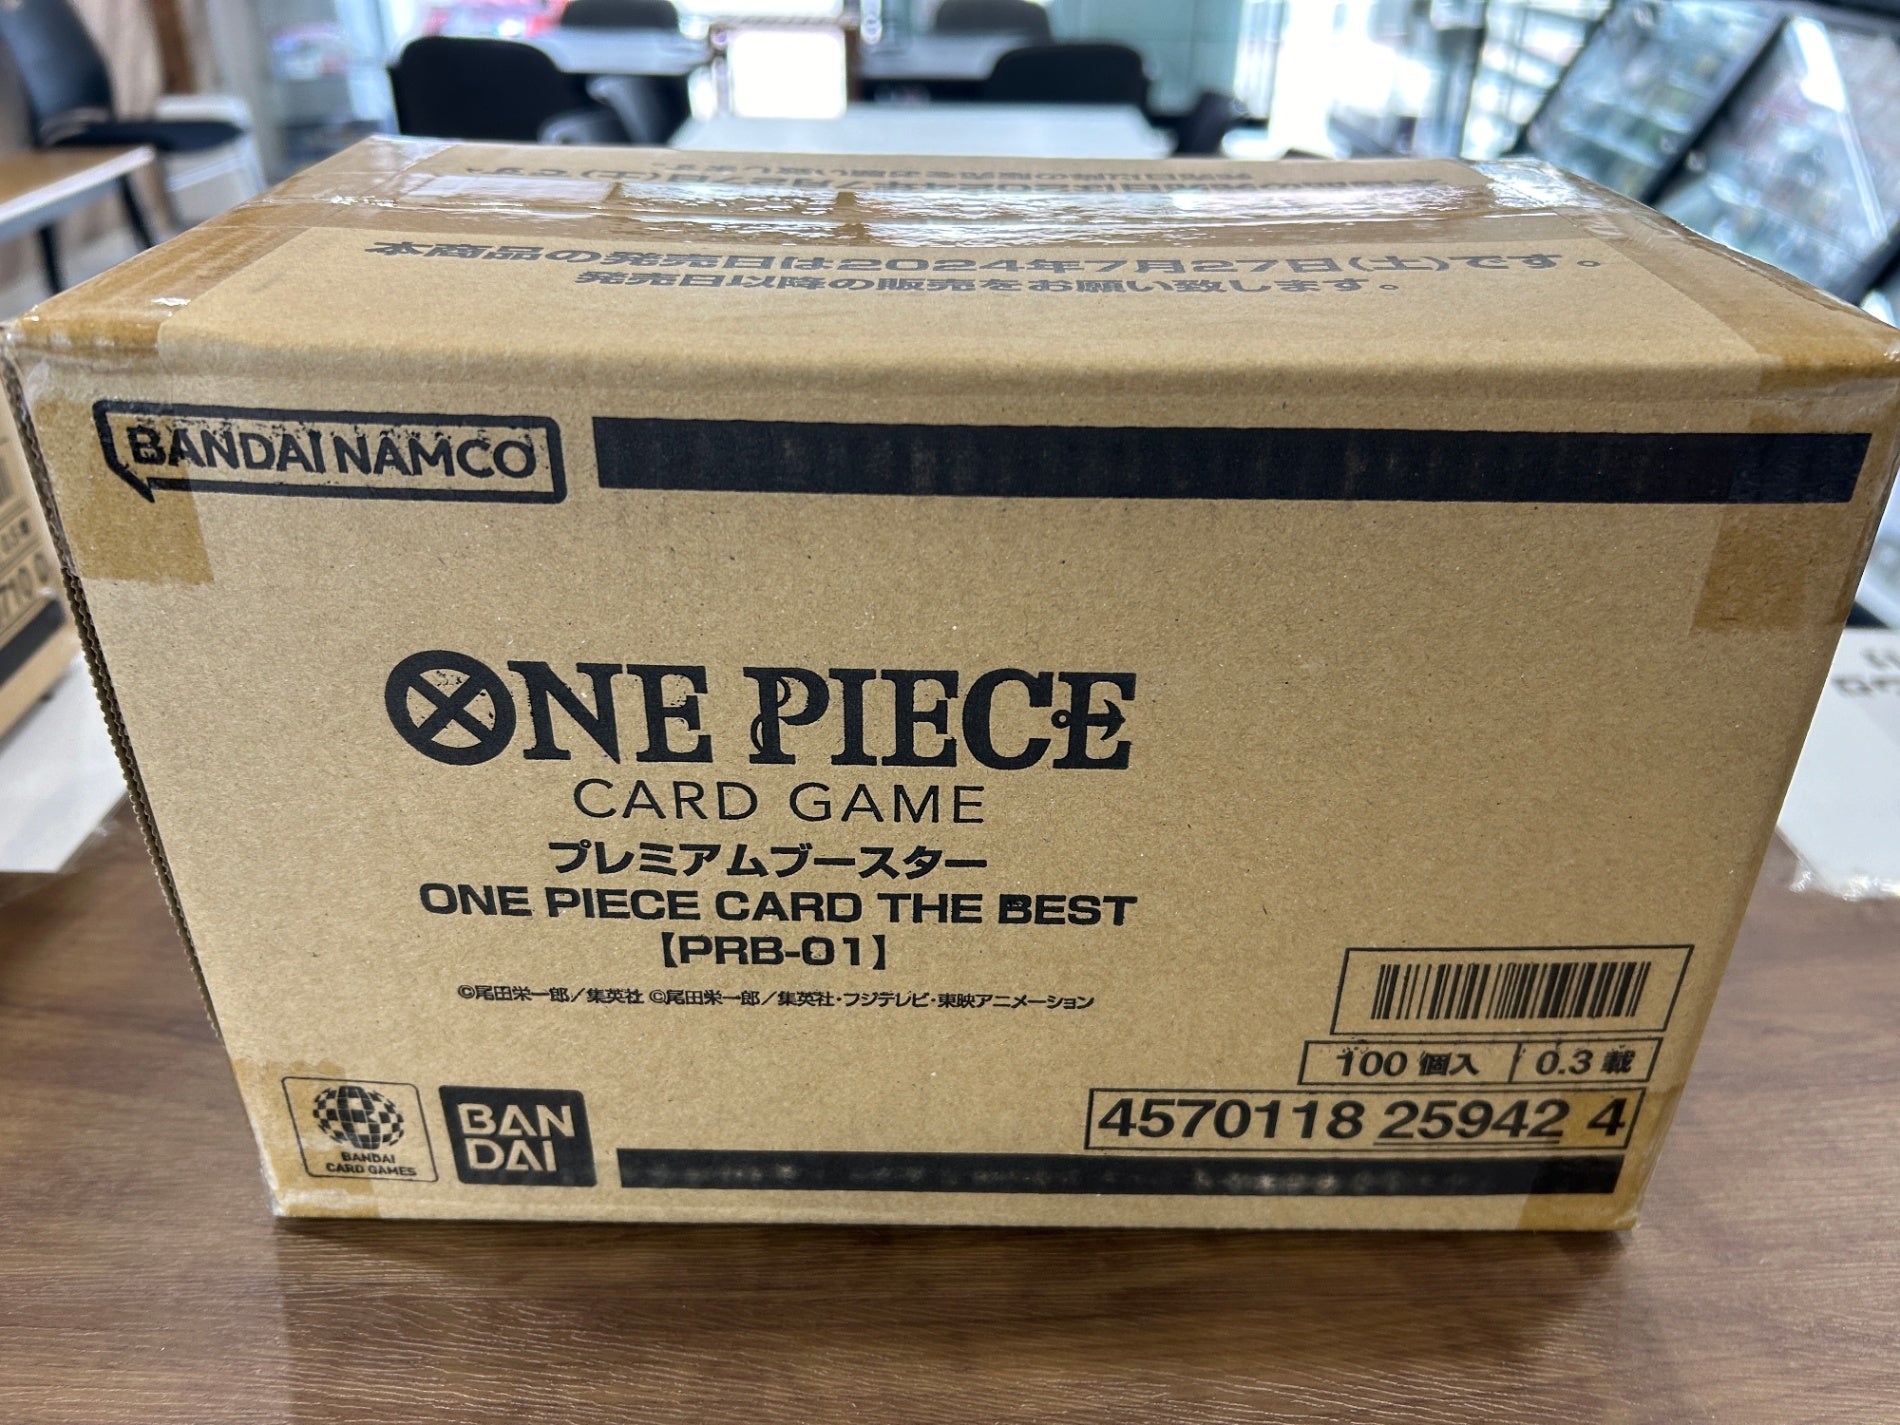 本商品の発売日は2024年7月27日(土)です。
発売日以降の販売をお願い致します。
BANDAI NAMCO
ONE PIECE
CARD GAME
プレミアムブースター
ONE PIECE CARD THE BEST
【PRB-01】
©尾田栄一郎／集英社 ©尾田栄一郎／集英社・フジテレビ・東映アニメーション
100 個入 0.3 載
4570118 25942 4
BANDAI
CARD GAMES
BAN
DAI